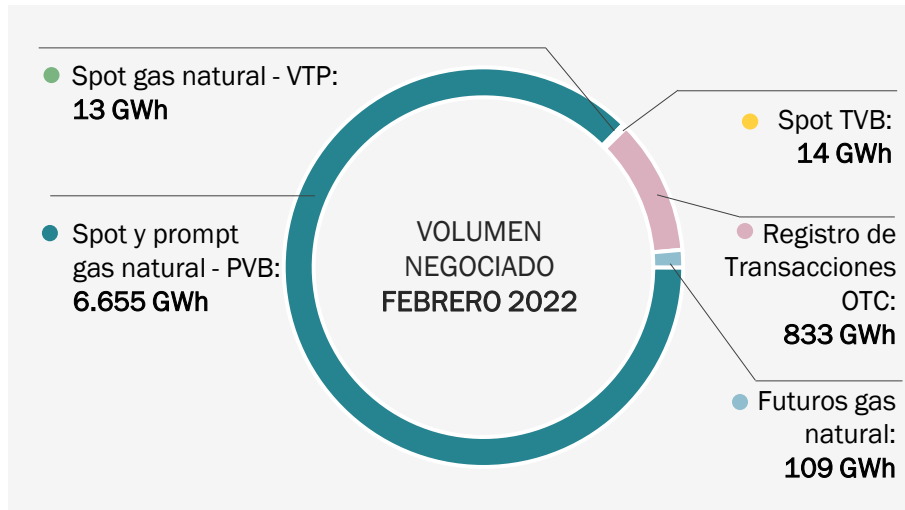 Spot gas natural - VTP:
13 GWh
Spot y prompt
gas natural - PVB:
6.655 GWh
VOLUMEN
NEGOCIADO
FEBRERO 2022
Spot TVB:
14 GWh
Registro de
Transacciones
OTC:
833 GWh
Futuros gas
natural:
109 GWh